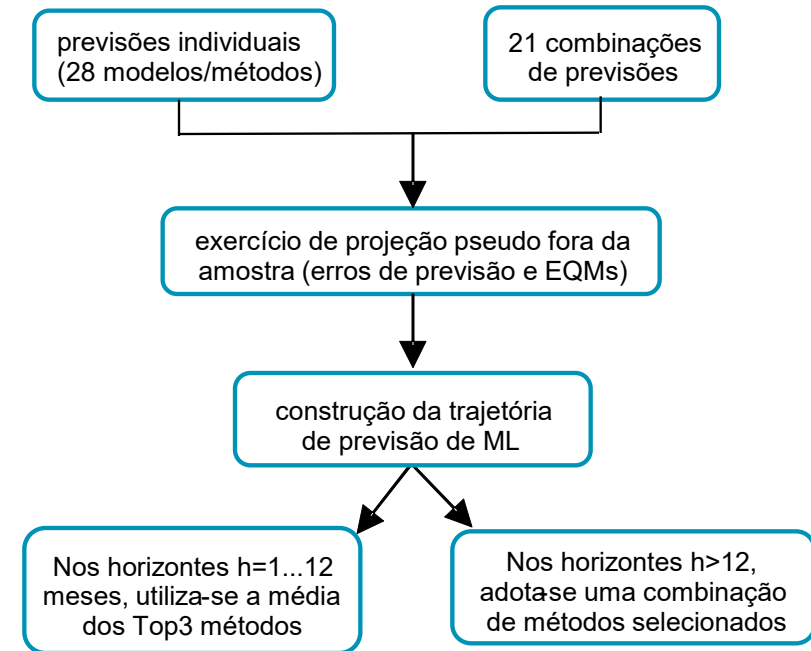 previsões individuais
(28 modelos/métodos)
21 combinações
de previsões
exercício de projeção pseudo fora da
amostra (erros de previsão e EQMs)
construção da trajetória
de previsão de ML
Nos horizontes h=1...12
meses, utiliza-se a média
dos Top3 métodos
Nos horizontes h>12,
adota-se uma combinação
de métodos selecionados